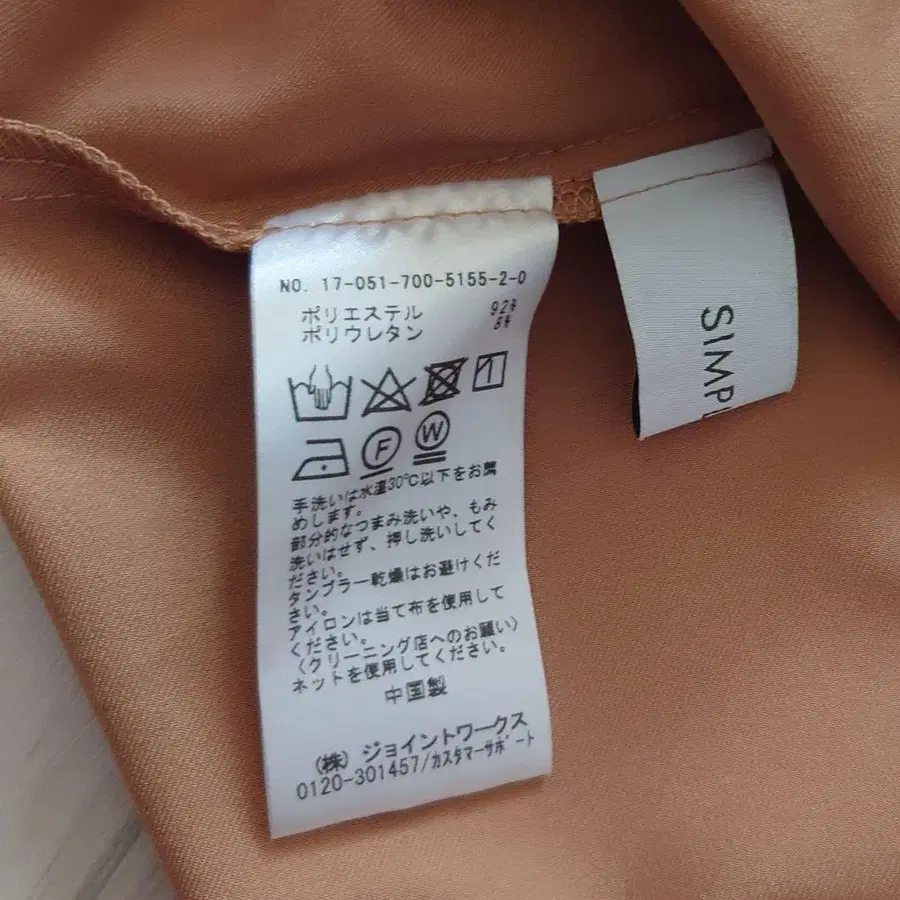 NO. 17-051-700-5155-2-0
ポリエステル 92%
ポリウレタン 8%
1
F W
手洗いは水温30℃以下をお薦
めします。
部分的なつまみ洗いや、もみ
洗いはせず、押し洗いしてく
ださい。
タンブラー乾燥はお避けくだ
さい。
アイロンは当て布を使用して
ください。
〈クリーニング店へのお願い〉
ネットを使用してください。
中国製
(株) ジョイントワークス
0120-301457/カスタマーサポート
SIMPL